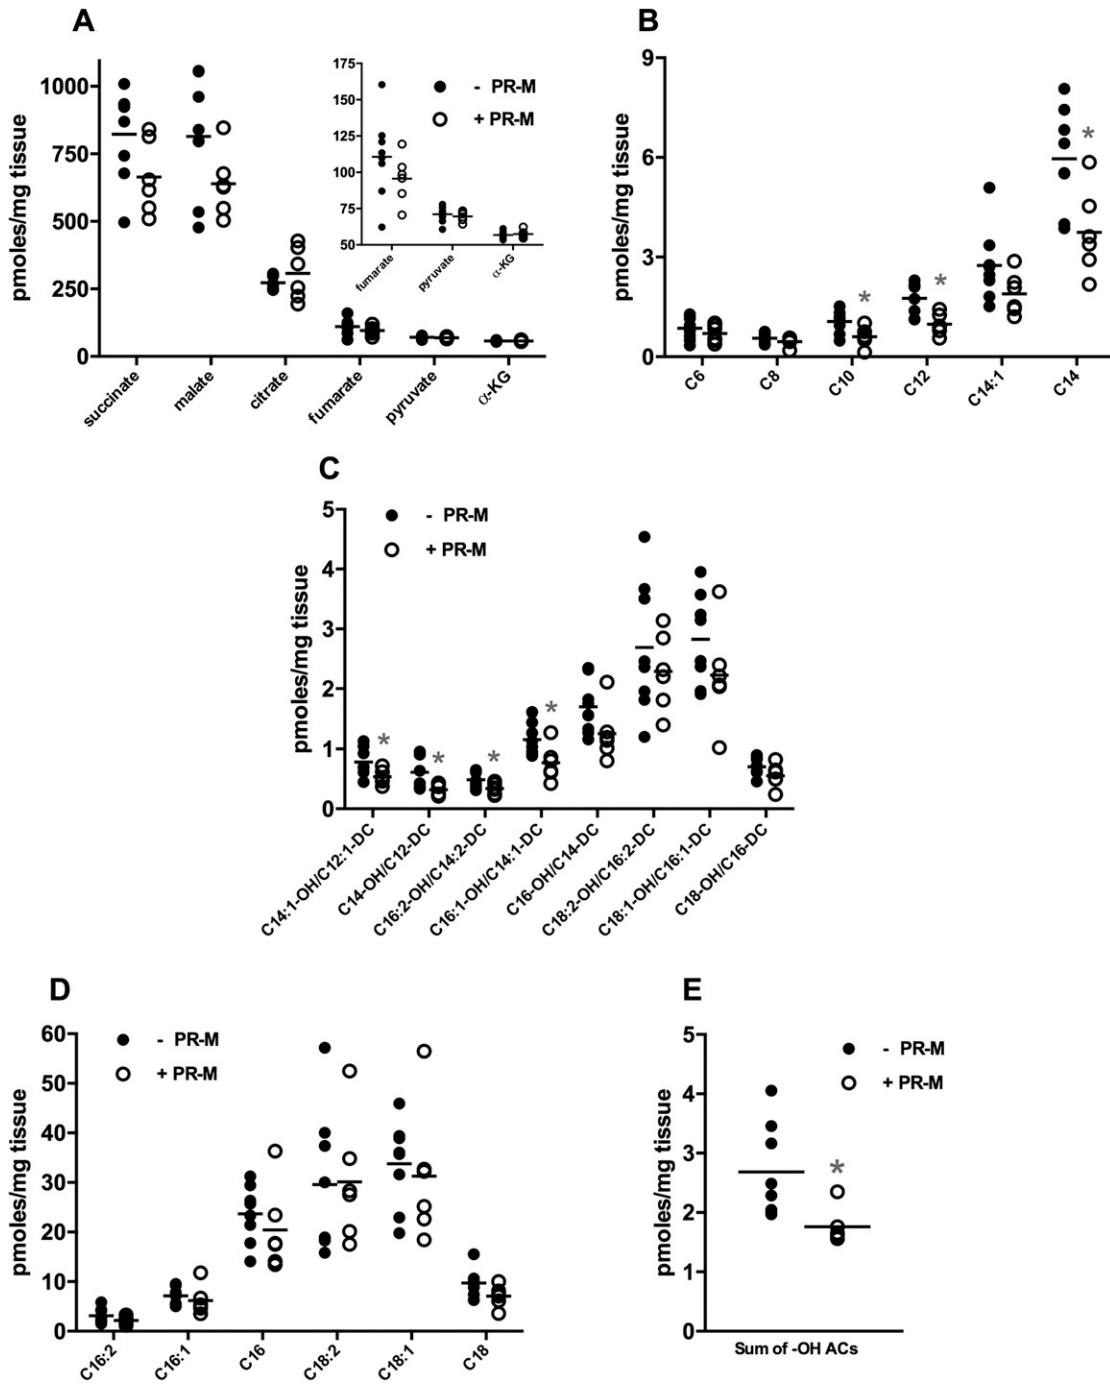 A
pmoles/mg tissue
1000
750
500
250
0
succinate
malate
citrate
fumarate
pyruvate
α-KG
175
150
125
100
75
50
fumarate
pyruvate
α-KG
- PR-M
+ PR-M
B
pmoles/mg tissue
9
6
3
0
*
*
*
C6
C8
C10
C12
C14:1
C14
C
pmoles/mg tissue
5
4
3
2
1
0
- PR-M
+ PR-M
*
*
*
*
C14:1-OH/C12:1-DC
C14-OH/C12-DC
C16:2-OH/C14:2-DC
C16:1-OH/C14:1-DC
C16-OH/C14-DC
C18:2-OH/C16:2-DC
C18:1-OH/C16:1-DC
C18-OH/C16-DC
D
pmoles/mg tissue
60
50
40
30
20
10
0
- PR-M
+ PR-M
C16:2
C16:1
C16
C18:2
C18:1
C18
E
pmoles/mg tissue
5
4
3
2
1
0
- PR-M
+ PR-M
*
Sum of -OH ACs